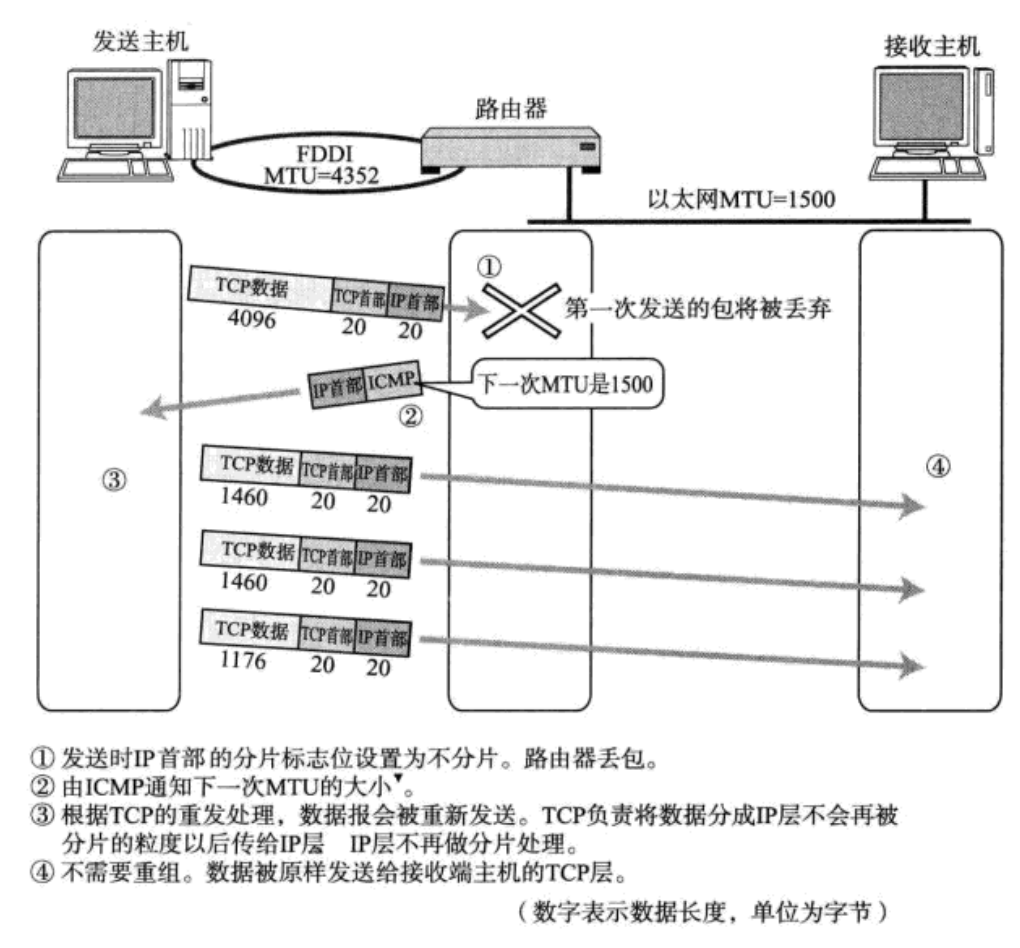 发送主机
接收主机
路由器
FDDI
MTU=4352
以太网MTU=1500
①
TCP数据 TCP首部 IP首部
4096 20 20
第一次发送的包将被丢弃
IP首部 ICMP
下一次MTU是1500
②
③
④
TCP数据 TCP首部 IP首部
1460 20 20
TCP数据 TCP首部 IP首部
1460 20 20
TCP数据 TCP首部 IP首部
1176 20 20
① 发送时IP首部的分片标志位设置为不分片。路由器丢包。
② 由ICMP通知下一次MTU的大小▼。
③ 根据TCP的重发处理，数据报会被重新发送。TCP负责将数据分成IP层不会再被
分片的粒度以后传给IP层 IP层不再做分片处理。
④ 不需要重组。数据被原样发送给接收端主机的TCP层。
（数字表示数据长度，单位为字节）